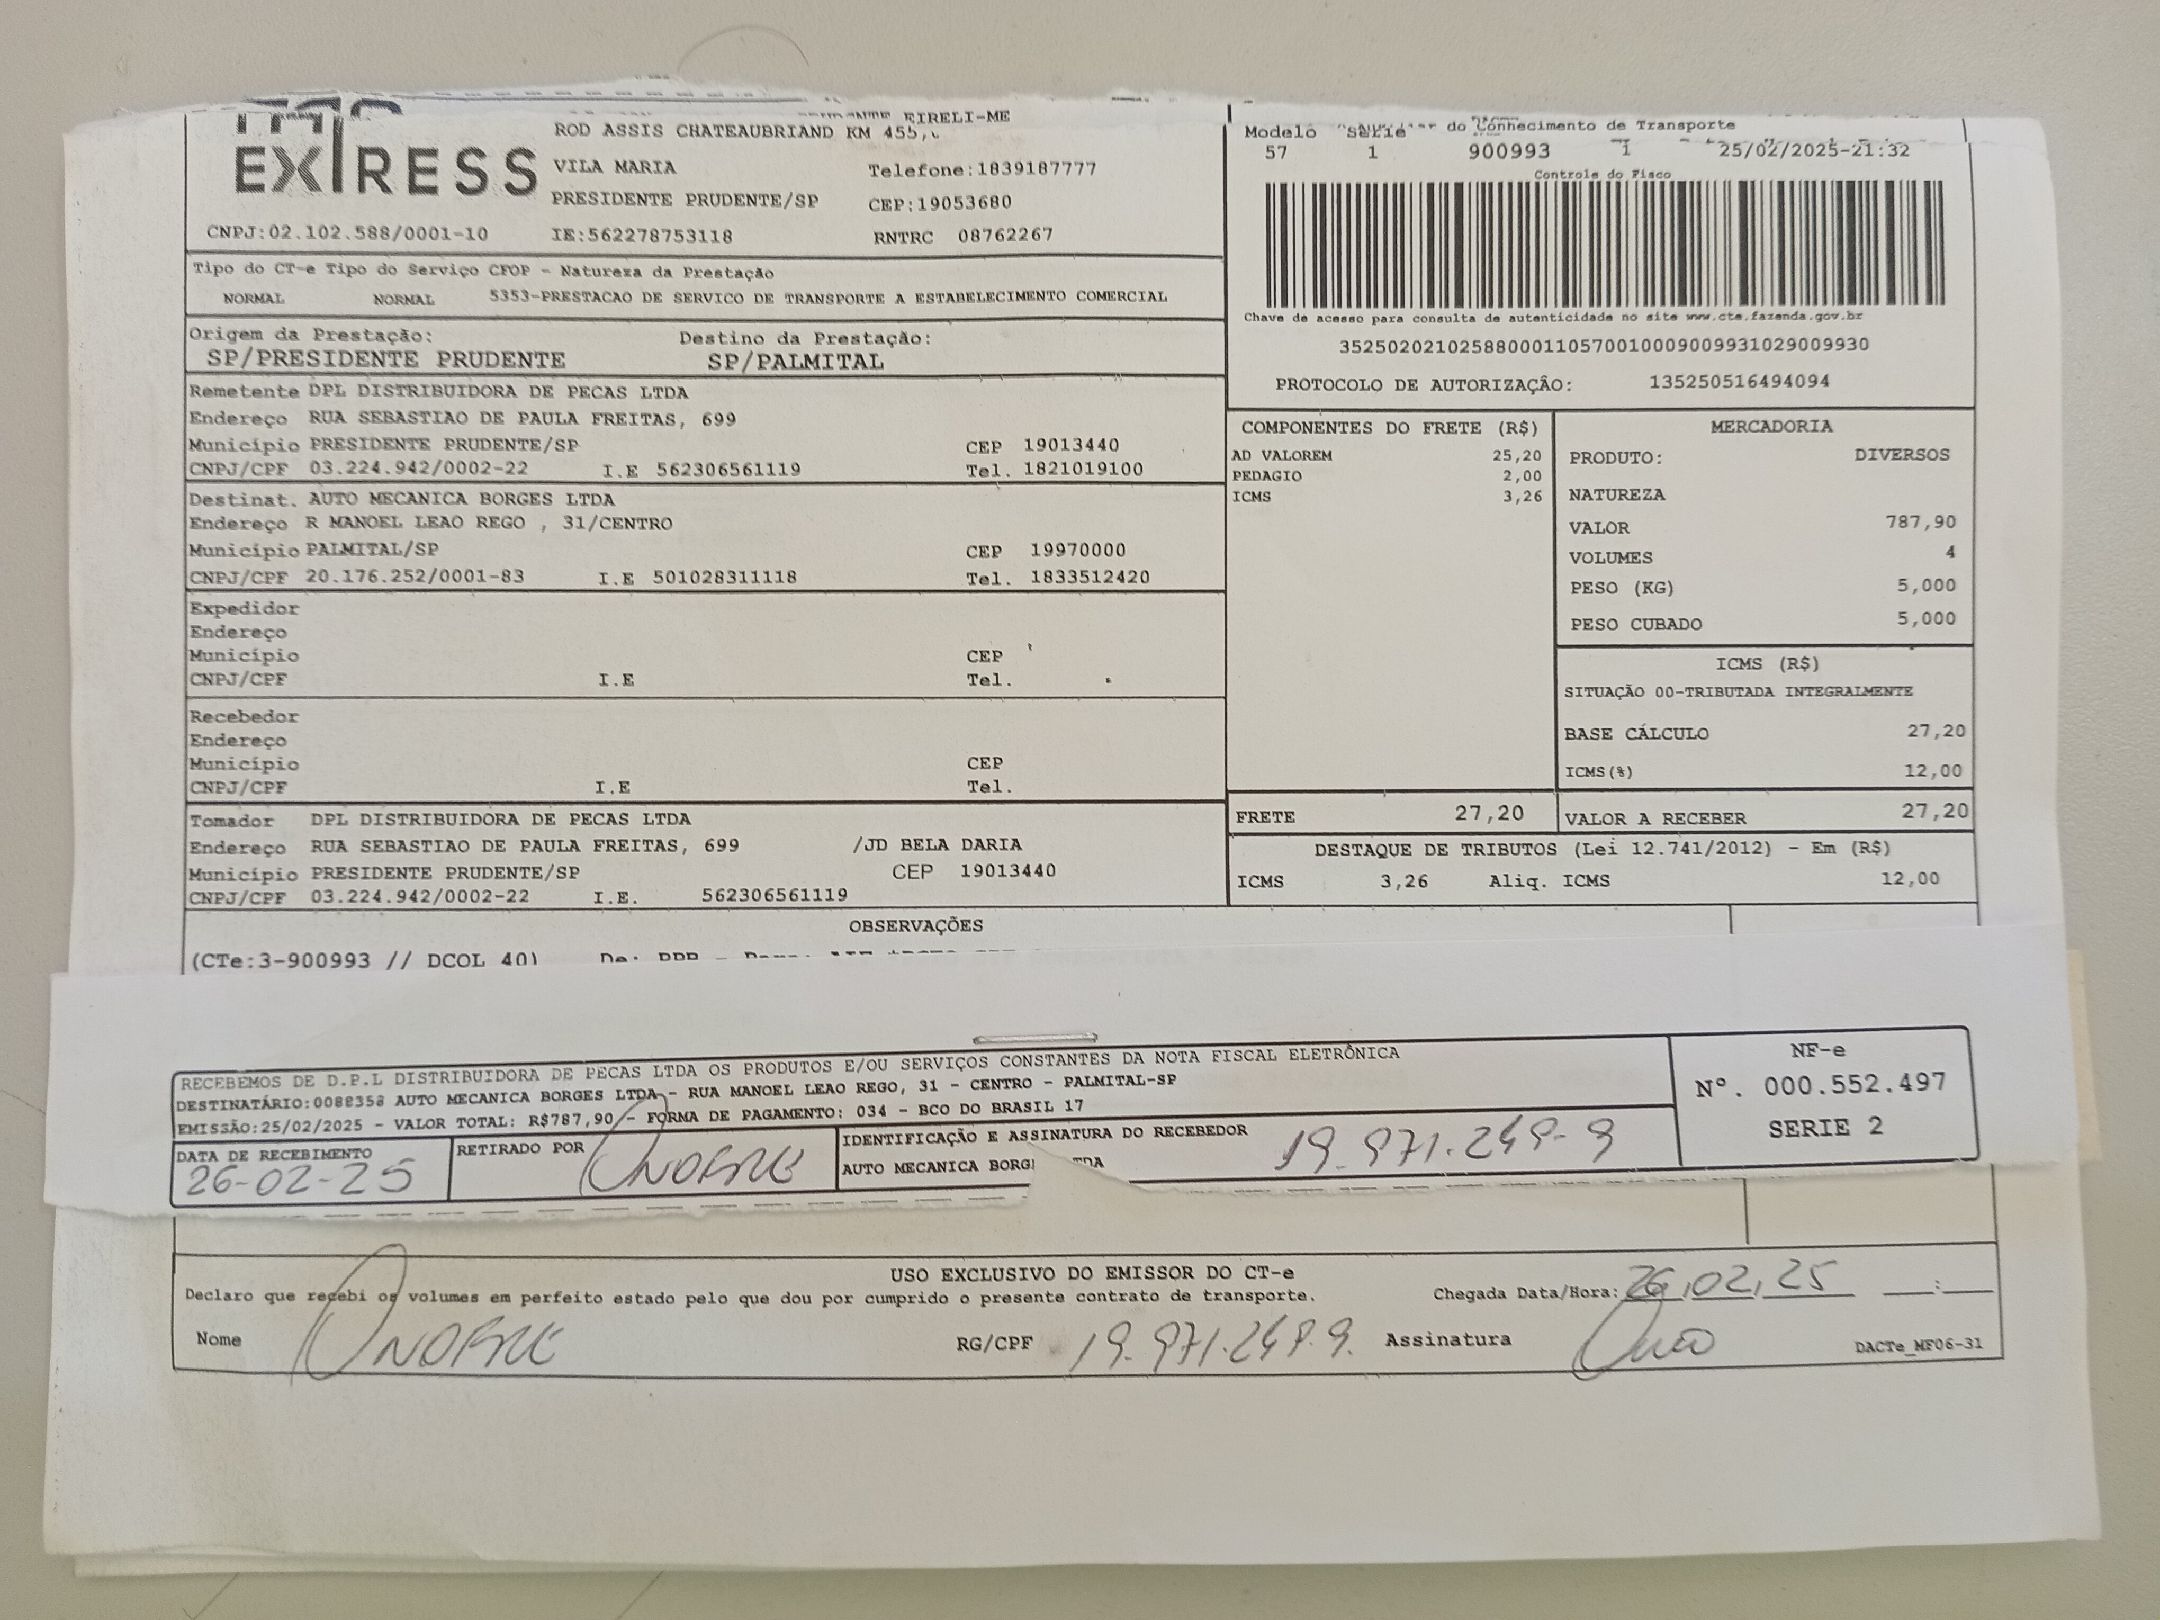 EXPRESS
EIRELI-ME
ROD ASSIS CHATEAUBRIAND KM 455,
VILA MARIA Telefone:1839187777
PRESIDENTE PRUDENTE/SP CEP:19053680
CNPJ:02.102.588/0001-10 IE:562278753118 RNTRC 08762267
Modelo Série do Conhecimento de Transporte
57 1 900993 1 25/02/2025-21:32
Controle do Fisco
Chave de acesso para consulta de autenticidade no site www.cte.fazenda.gov.br
35250202102588000110570010009009931029009930
PROTOCOLO DE AUTORIZAÇÂO: 135250516494094
Tipo do CT-e Tipo do Serviço CFOP - Natureza da Prestação
NORMAL NORMAL 5353-PRESTACAO DE SERVICO DE TRANSPORTE A ESTABELECIMENTO COMERCIAL
Origem da Prestação: Destino da Prestação:
SP/PRESIDENTE PRUDENTE SP/PALMITAL
Remetente DPL DISTRIBUIDORA DE PECAS LTDA
Endereço RUA SEBASTIAO DE PAULA FREITAS, 699
Município PRESIDENTE PRUDENTE/SP CEP 19013440
CNPJ/CPF 03.224.942/0002-22 I.E 562306561119 Tel. 1821019100
Destinat. AUTO MECANICA BORGES LTDA
Endereço R MANOEL LEAO REGO , 31/CENTRO
Município PALMITAL/SP CEP 19970000
CNPJ/CPF 20.176.252/0001-83 I.E 501028311118 Tel. 1833512420
Expedidor
Endereço
Município CEP
CNPJ/CPF I.E Tel.
Recebedor
Endereço
Município CEP
CNPJ/CPF I.E Tel.
Tomador DPL DISTRIBUIDORA DE PECAS LTDA
Endereço RUA SEBASTIAO DE PAULA FREITAS, 699 /JD BELA DARIA
Município PRESIDENTE PRUDENTE/SP CEP 19013440
CNPJ/CPF 03.224.942/0002-22 I.E. 562306561119
COMPONENTES DO FRETE (R$)
AD VALOREM 25,20
PEDAGIO 2,00
ICMS 3,26
MERCADORIA
PRODUTO: DIVERSOS
NATUREZA
VALOR 787,90
VOLUMES 4
PESO (KG) 5,000
PESO CUBADO 5,000
ICMS (R$)
SITUAÇÃO 00-TRIBUTADA INTEGRALMENTE
BASE CÁLCULO 27,20
ICMS(%) 12,00
FRETE 27,20 VALOR A RECEBER 27,20
DESTAQUE DE TRIBUTOS (Lei 12.741/2012) - Em (R$)
ICMS 3,26 Aliq. ICMS 12,00
OBSERVAÇÕES
(CTe:3-900993 // DCOL 40) De:
RECEBEMOS DE D.P.L DISTRIBUIDORA DE PECAS LTDA OS PRODUTOS E/OU SERVIÇOS CONSTANTES DA NOTA FISCAL ELETRÔNICA
DESTINATÁRIO:0088358 AUTO MECANICA BORGES LTDA - RUA MANOEL LEAO REGO, 31 - CENTRO - PALMITAL-SP
EMISSÃO:25/02/2025 - VALOR TOTAL: R$787,90 - FORMA DE PAGAMENTO: 034 - BCO DO BRASIL 17
NF-e
Nº. 000.552.497
SERIE 2
DATA DE RECEBIMENTO RETIRADO POR IDENTIFICAÇÃO E ASSINATURA DO RECEBEDOR
26-02-25 Onofre AUTO MECANICA 19.971.249-9
USO EXCLUSIVO DO EMISSOR DO CT-e
Declaro que recebi os volumes em perfeito estado pelo que dou por cumprido o presente contrato de transporte. Chegada Data/Hora: 26,02,25 :
Nome Onofre RG/CPF 19.971.249.9. Assinatura DACTe_MF06-31